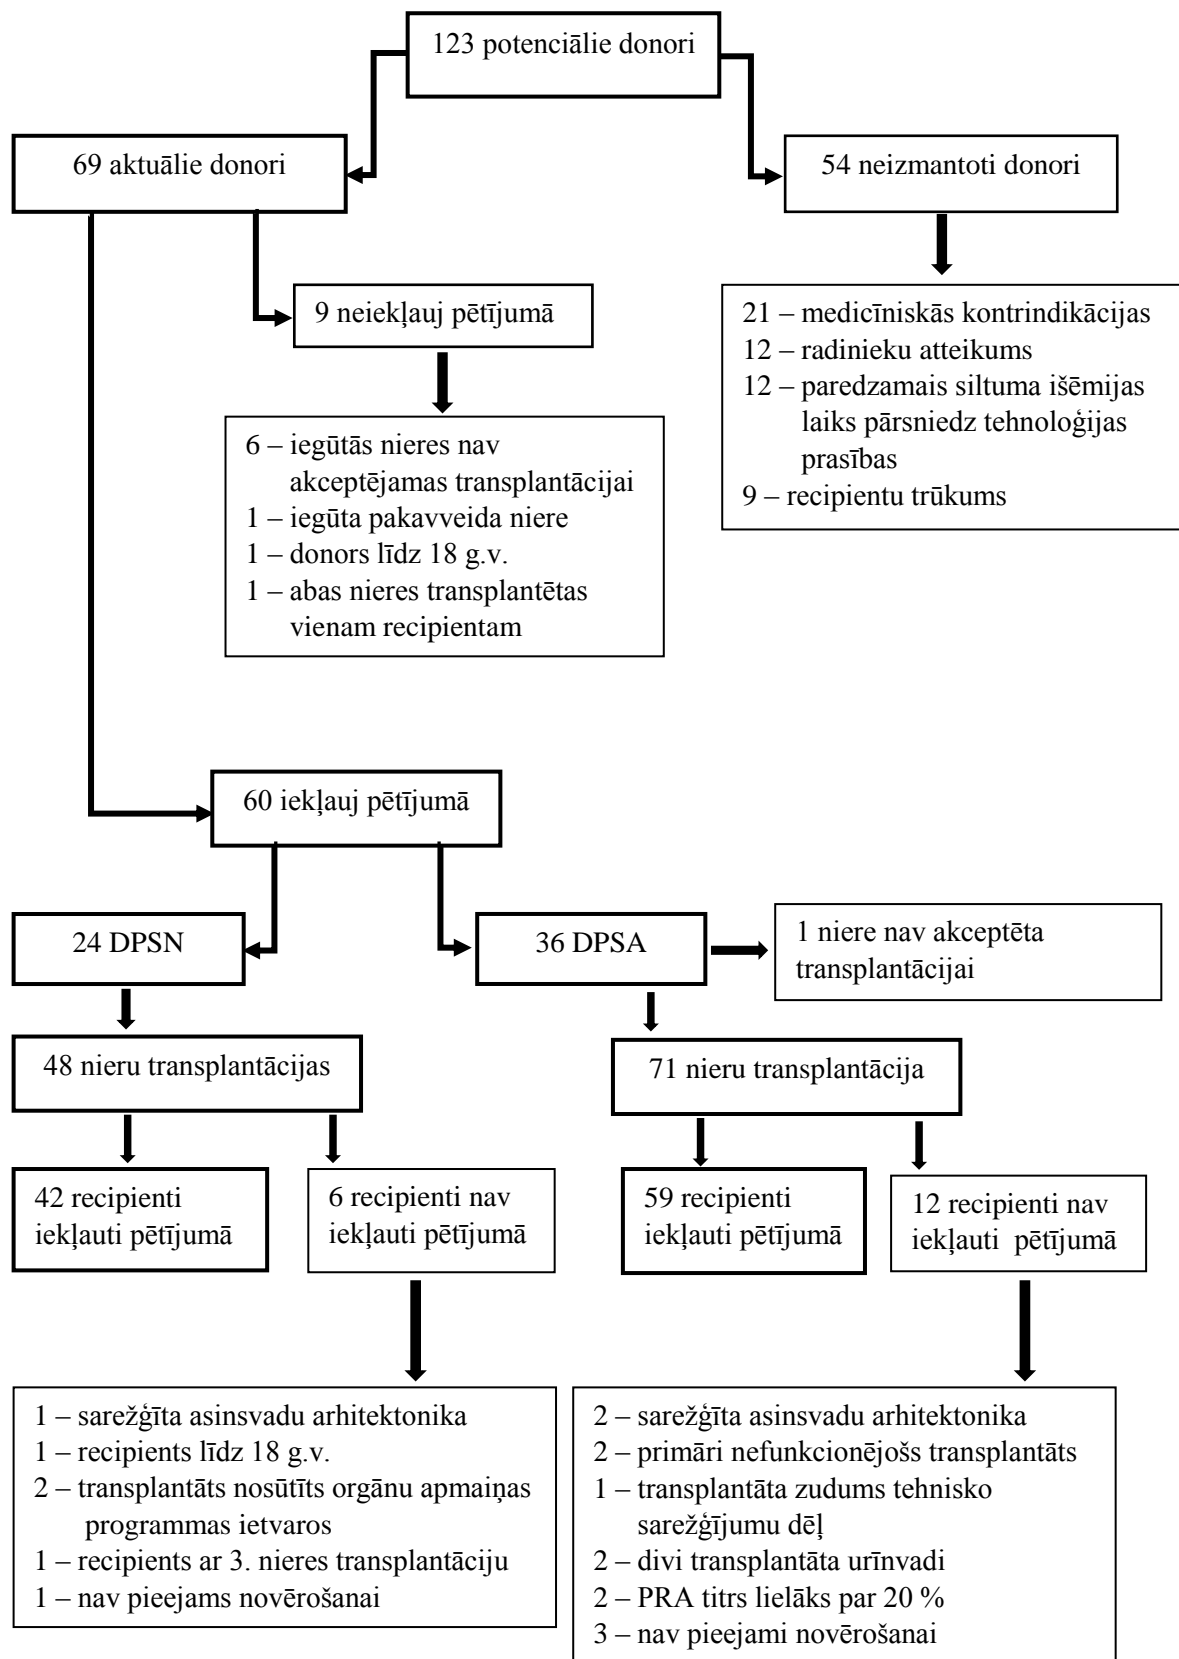 123 potenciālie donori
69 aktuālie donori
54 neizmantoti donori
9 neiekļauj pētījumā
21 – medicīniskās kontrindikācijas
12 – radinieku atteikums
12 – paredzamais siltuma išēmijas
laiks pārsniedz tehnoloģijas
prasības
9 – recipientu trūkums
6 – iegūtās nieres nav
akceptējamas transplantācijai
1 – iegūta pakavveida niere
1 – donors līdz 18 g.v.
1 – abas nieres transplantētas
vienam recipientam
60 iekļauj pētījumā
24 DPSN
36 DPSA
1 niere nav akceptēta
transplantācijai
48 nieru transplantācijas
71 nieru transplantācija
42 recipienti
iekļauti pētījumā
6 recipienti nav
iekļauti pētījumā
59 recipienti
iekļauti pētījumā
12 recipienti nav
iekļauti pētījumā
1 – sarežģīta asinsvadu arhitektonika
1 – recipients līdz 18 g.v.
2 – transplantāts nosūtīts orgānu apmaiņas
programmas ietvaros
1 – recipients ar 3. nieres transplantāciju
1 – nav pieejams novērošanai
2 – sarežģīta asinsvadu arhitektonika
2 – primāri nefunkcionējošs transplantāts
1 – transplantāta zudums tehnisko
sarežģījumu dēļ
2 – divi transplantāta urīnvadi
2 – PRA titrs lielāks par 20 %
3 – nav pieejami novērošanai